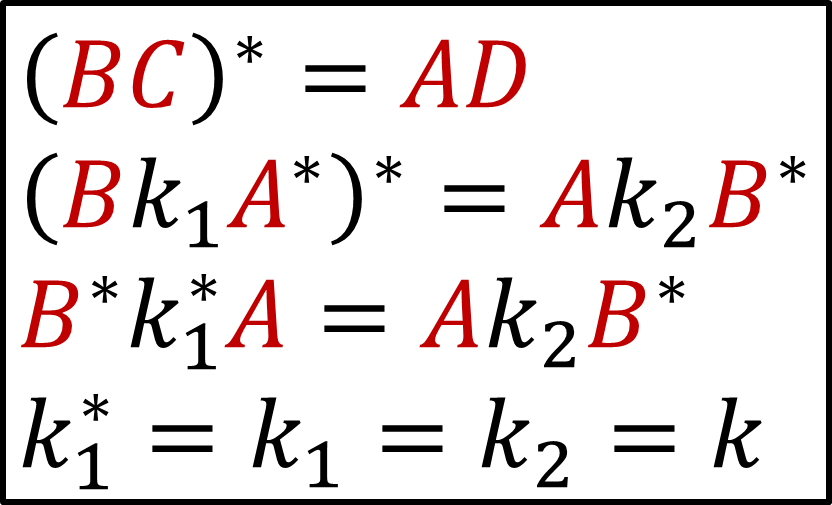 (BC)* = AD
(Bk₁A*)* = Ak₂B*
B*k₁*A = Ak₂B*
k₁* = k₁ = k₂ = k